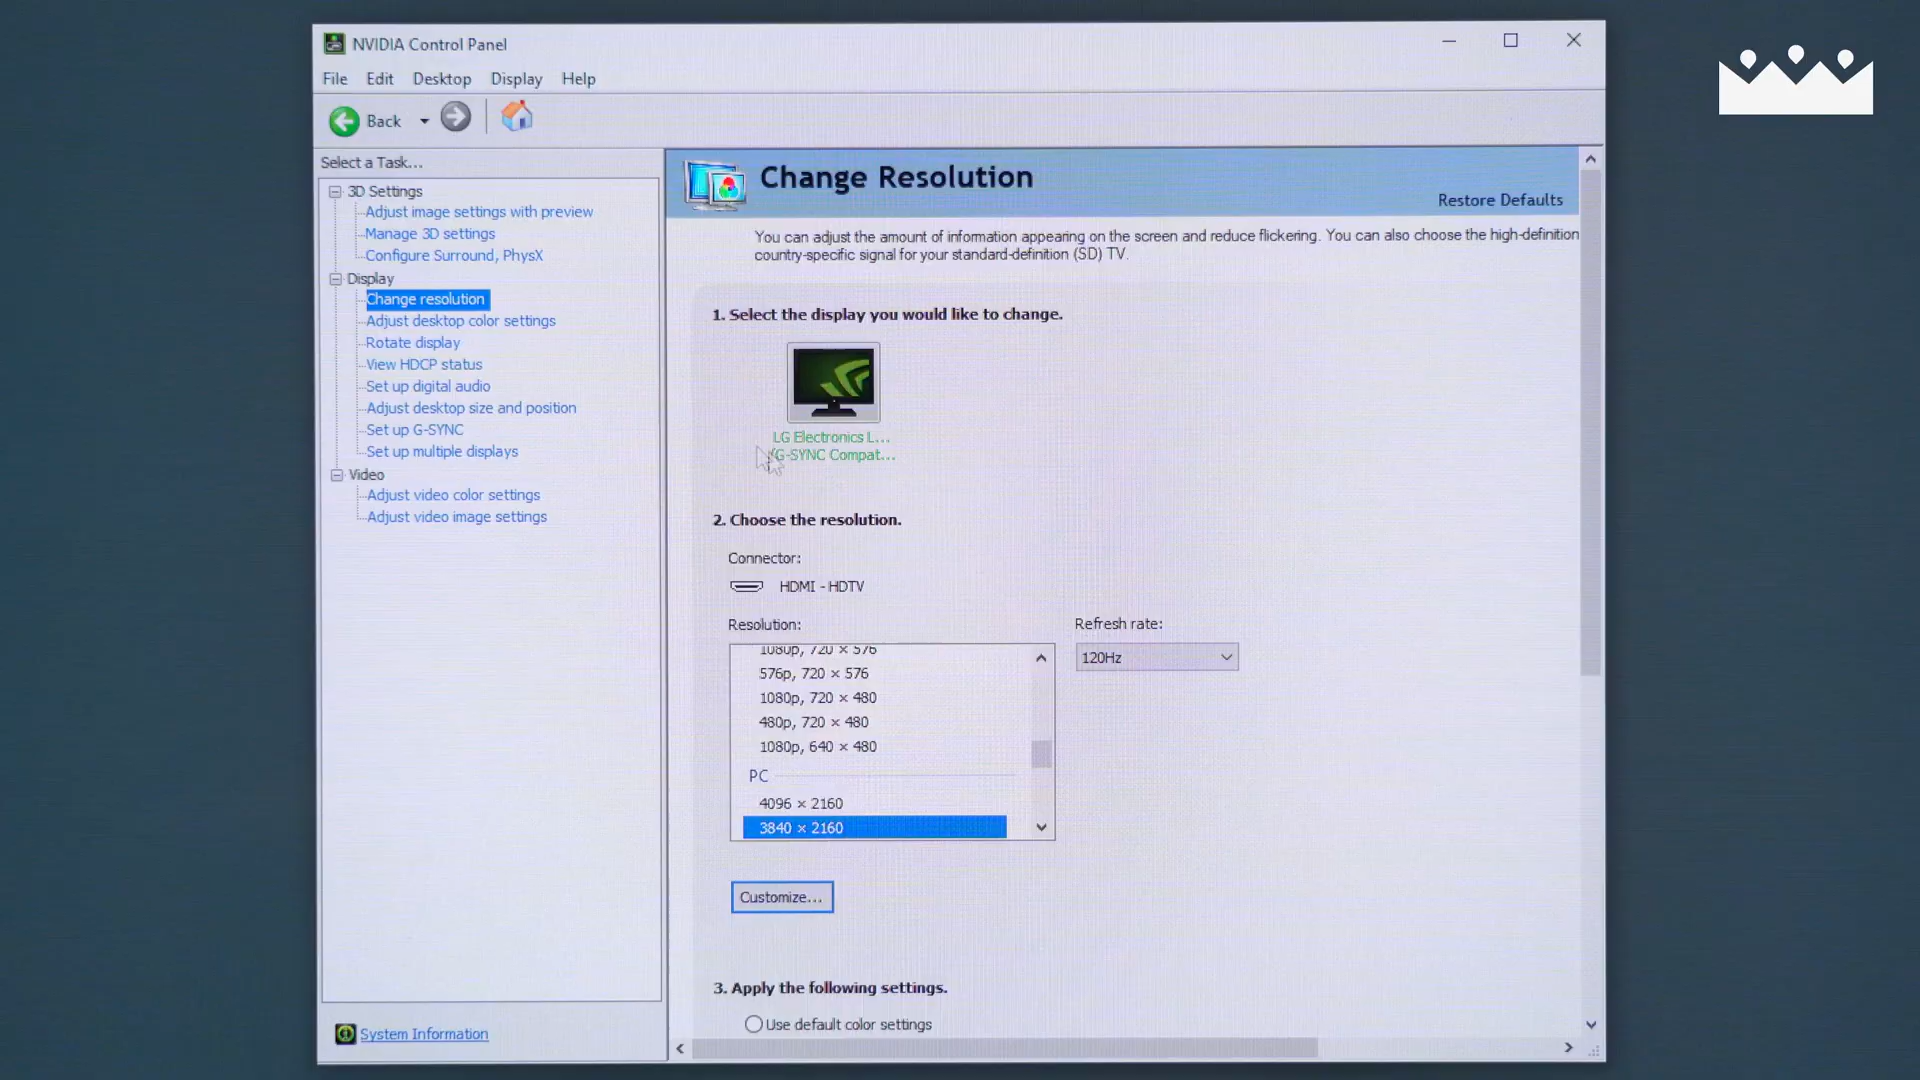 NVIDIA Control Panel
File Edit Desktop Display Help
Back
Select a Task...
3D Settings
Adjust image settings with preview
Manage 3D settings
Configure Surround, PhysX
Display
Change resolution
Adjust desktop color settings
Rotate display
View HDCP status
Set up digital audio
Adjust desktop size and position
Set up G-SYNC
Set up multiple displays
Video
Adjust video color settings
Adjust video image settings
System Information
Change Resolution
Restore Defaults
You can adjust the amount of information appearing on the screen and reduce flickering. You can also choose the high-definition
country-specific signal for your standard-definition (SD) TV.
1. Select the display you would like to change.
LG Electronics L...
(G-SYNC Compat...
2. Choose the resolution.
Connector:
HDMI - HDTV
Resolution:
1080p, 720 × 576
576p, 720 × 576
1080p, 720 × 480
480p, 720 × 480
1080p, 640 × 480
PC
4096 × 2160
3840 × 2160
Refresh rate:
120Hz
Customize...
3. Apply the following settings.
Use default color settings